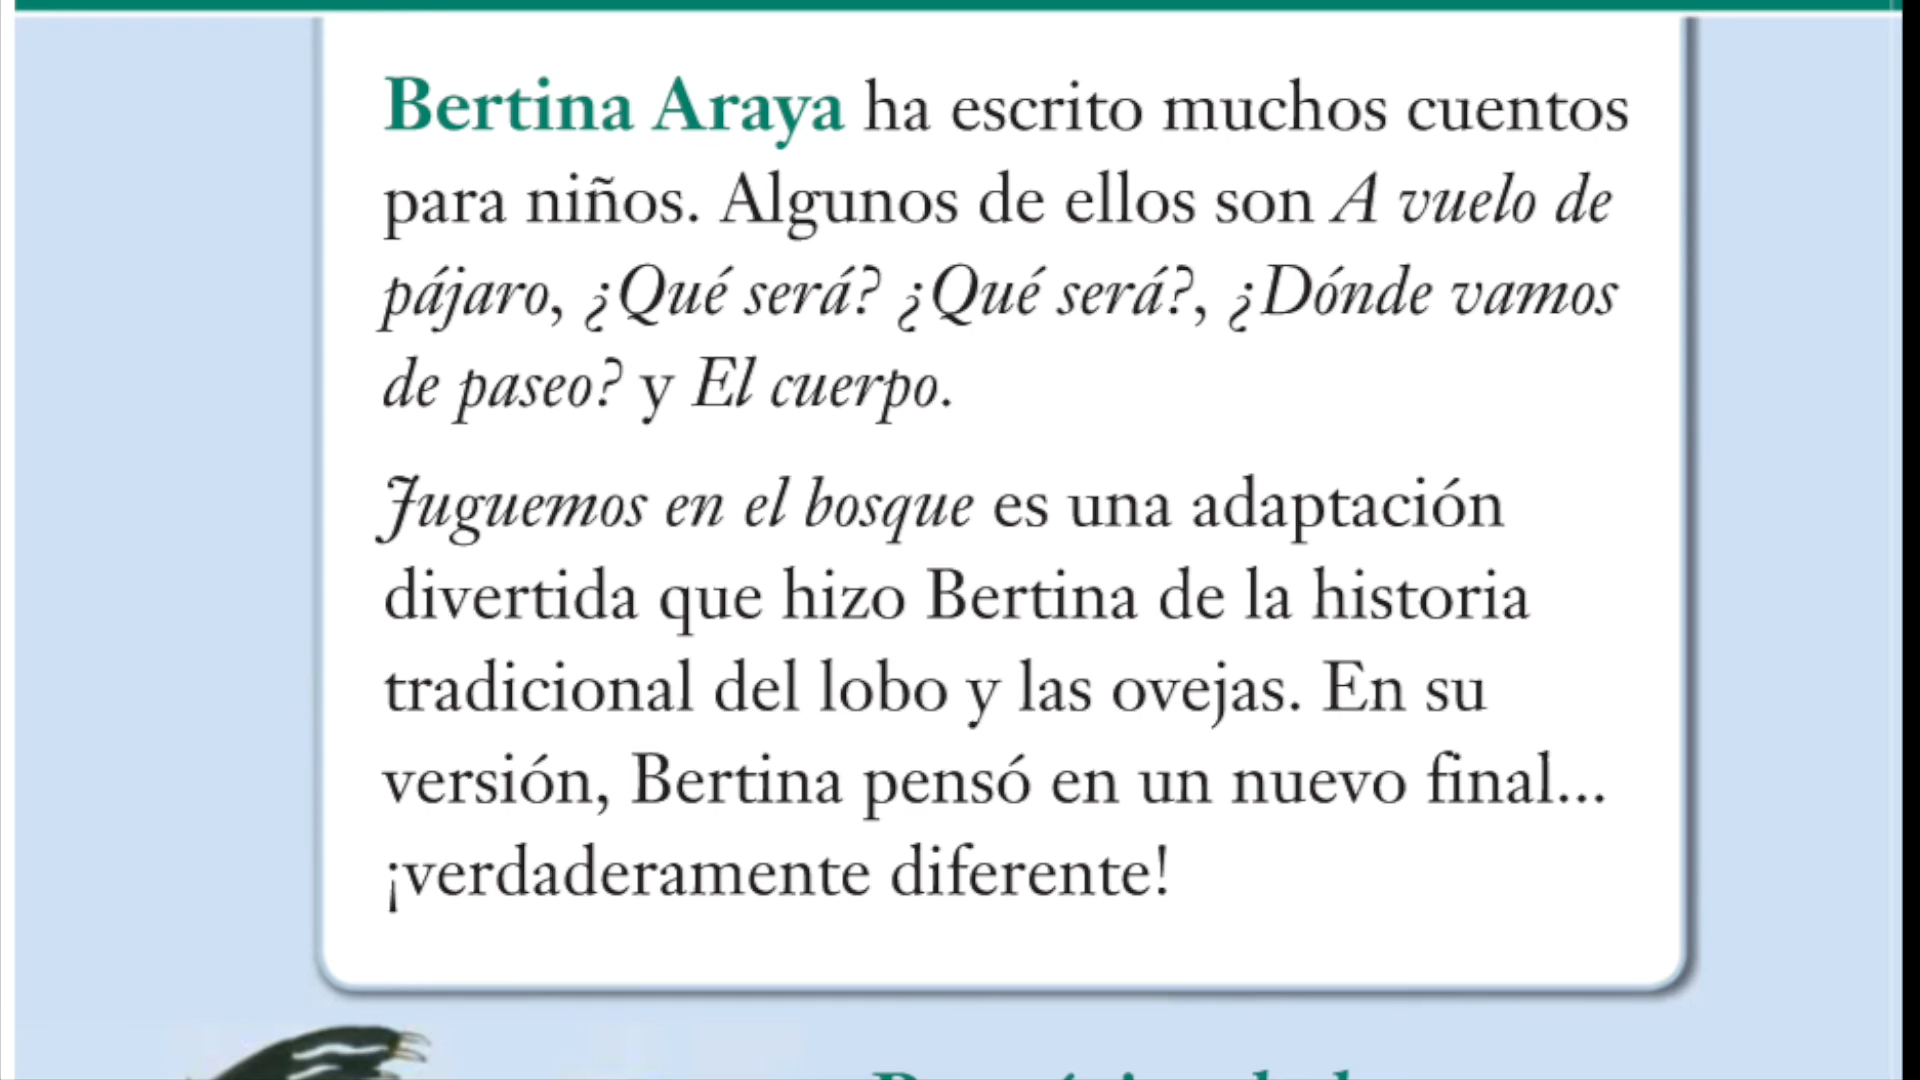 Bertina Araya ha escrito muchos cuentos
para niños. Algunos de ellos son A vuelo de
pájaro, ¿Qué será? ¿Qué será?, ¿Dónde vamos
de paseo? y El cuerpo.
Juguemos en el bosque es una adaptación
divertida que hizo Bertina de la historia
tradicional del lobo y las ovejas. En su
versión, Bertina pensó en un nuevo final...
¡verdaderamente diferente!